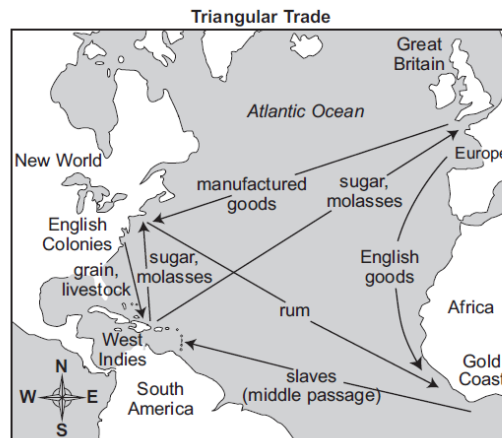 Triangular Trade
Great
Britain
Atlantic Ocean
New World
Europe
manufactured
goods
sugar,
molasses
English
Colonies
grain,
livestock
sugar,
molasses
English
goods
rum
Africa
West
Indies
Gold
Coast
slaves
(middle passage)
South
America
N
W
E
S